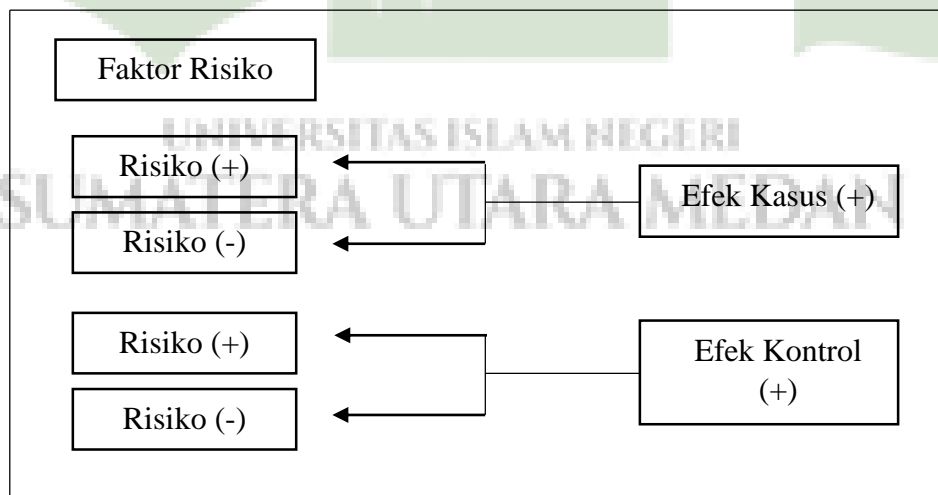 Faktor Risiko
UNIVERSITAS ISLAM NEGERI
SUMATERA UTARA MEDAN
Risiko (+)
Risiko (-)
Efek Kasus (+)
Risiko (+)
Risiko (-)
Efek Kontrol
(+)